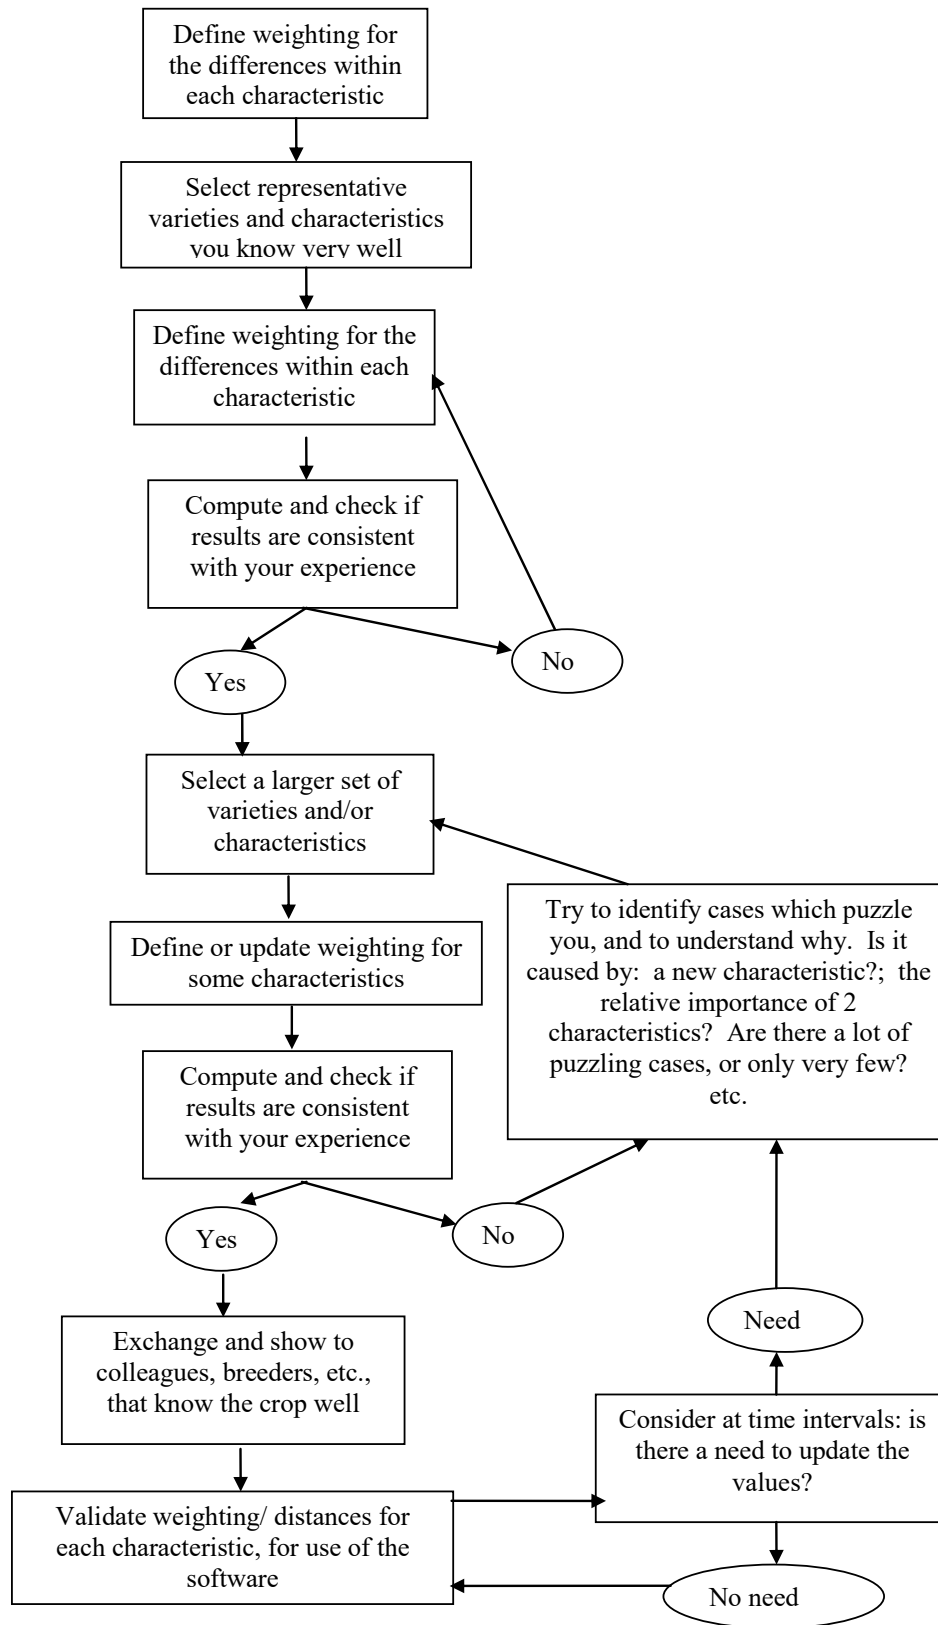 Define weighting for
the differences within
each characteristic
Select representative
varieties and characteristics
you know very well
Define weighting for the
differences within each
characteristic
Compute and check if
results are consistent
with your experience
No
Yes
Select a larger set of
varieties and/or
characteristics
Try to identify cases which puzzle
you, and to understand why.  Is it
caused by:  a new characteristic?;  the
relative importance of 2
characteristics?  Are there a lot of
puzzling cases, or only very few?
etc.
Define or update weighting for
some characteristics
Compute and check if
results are consistent
with your experience
Yes
No
Need
Exchange and show to
colleagues, breeders, etc.,
that know the crop well
Consider at time intervals: is
there a need to update the
values?
Validate weighting/ distances for
each characteristic, for use of the
software
No need